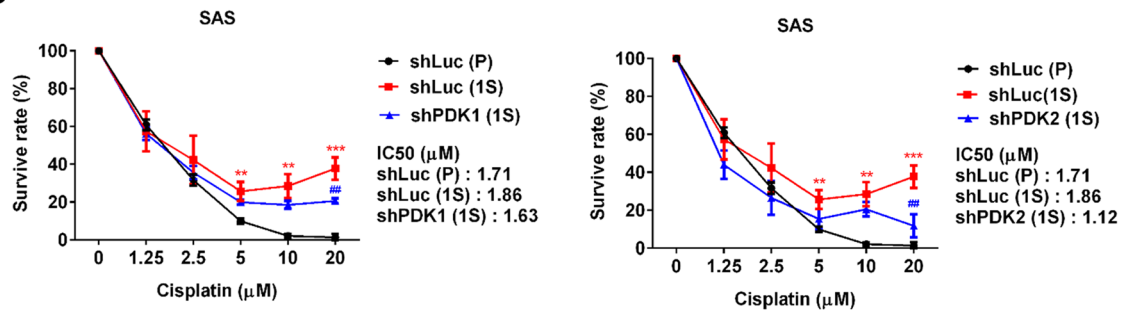 SAS
Survive rate (%)
100
80
60
40
20
0
0 1.25 2.5 5 10 20
Cisplatin (μM)
** ** ***
##
shLuc (P)
shLuc (1S)
shPDK1 (1S)
IC50 (μM)
shLuc (P) : 1.71
shLuc (1S) : 1.86
shPDK1 (1S) : 1.63
SAS
Survive rate (%)
100
80
60
40
20
0
0 1.25 2.5 5 10 20
Cisplatin (μM)
** ** ***
##
shLuc (P)
shLuc(1S)
shPDK2 (1S)
IC50 (μM)
shLuc (P) : 1.71
shLuc (1S) : 1.86
shPDK2 (1S) : 1.12